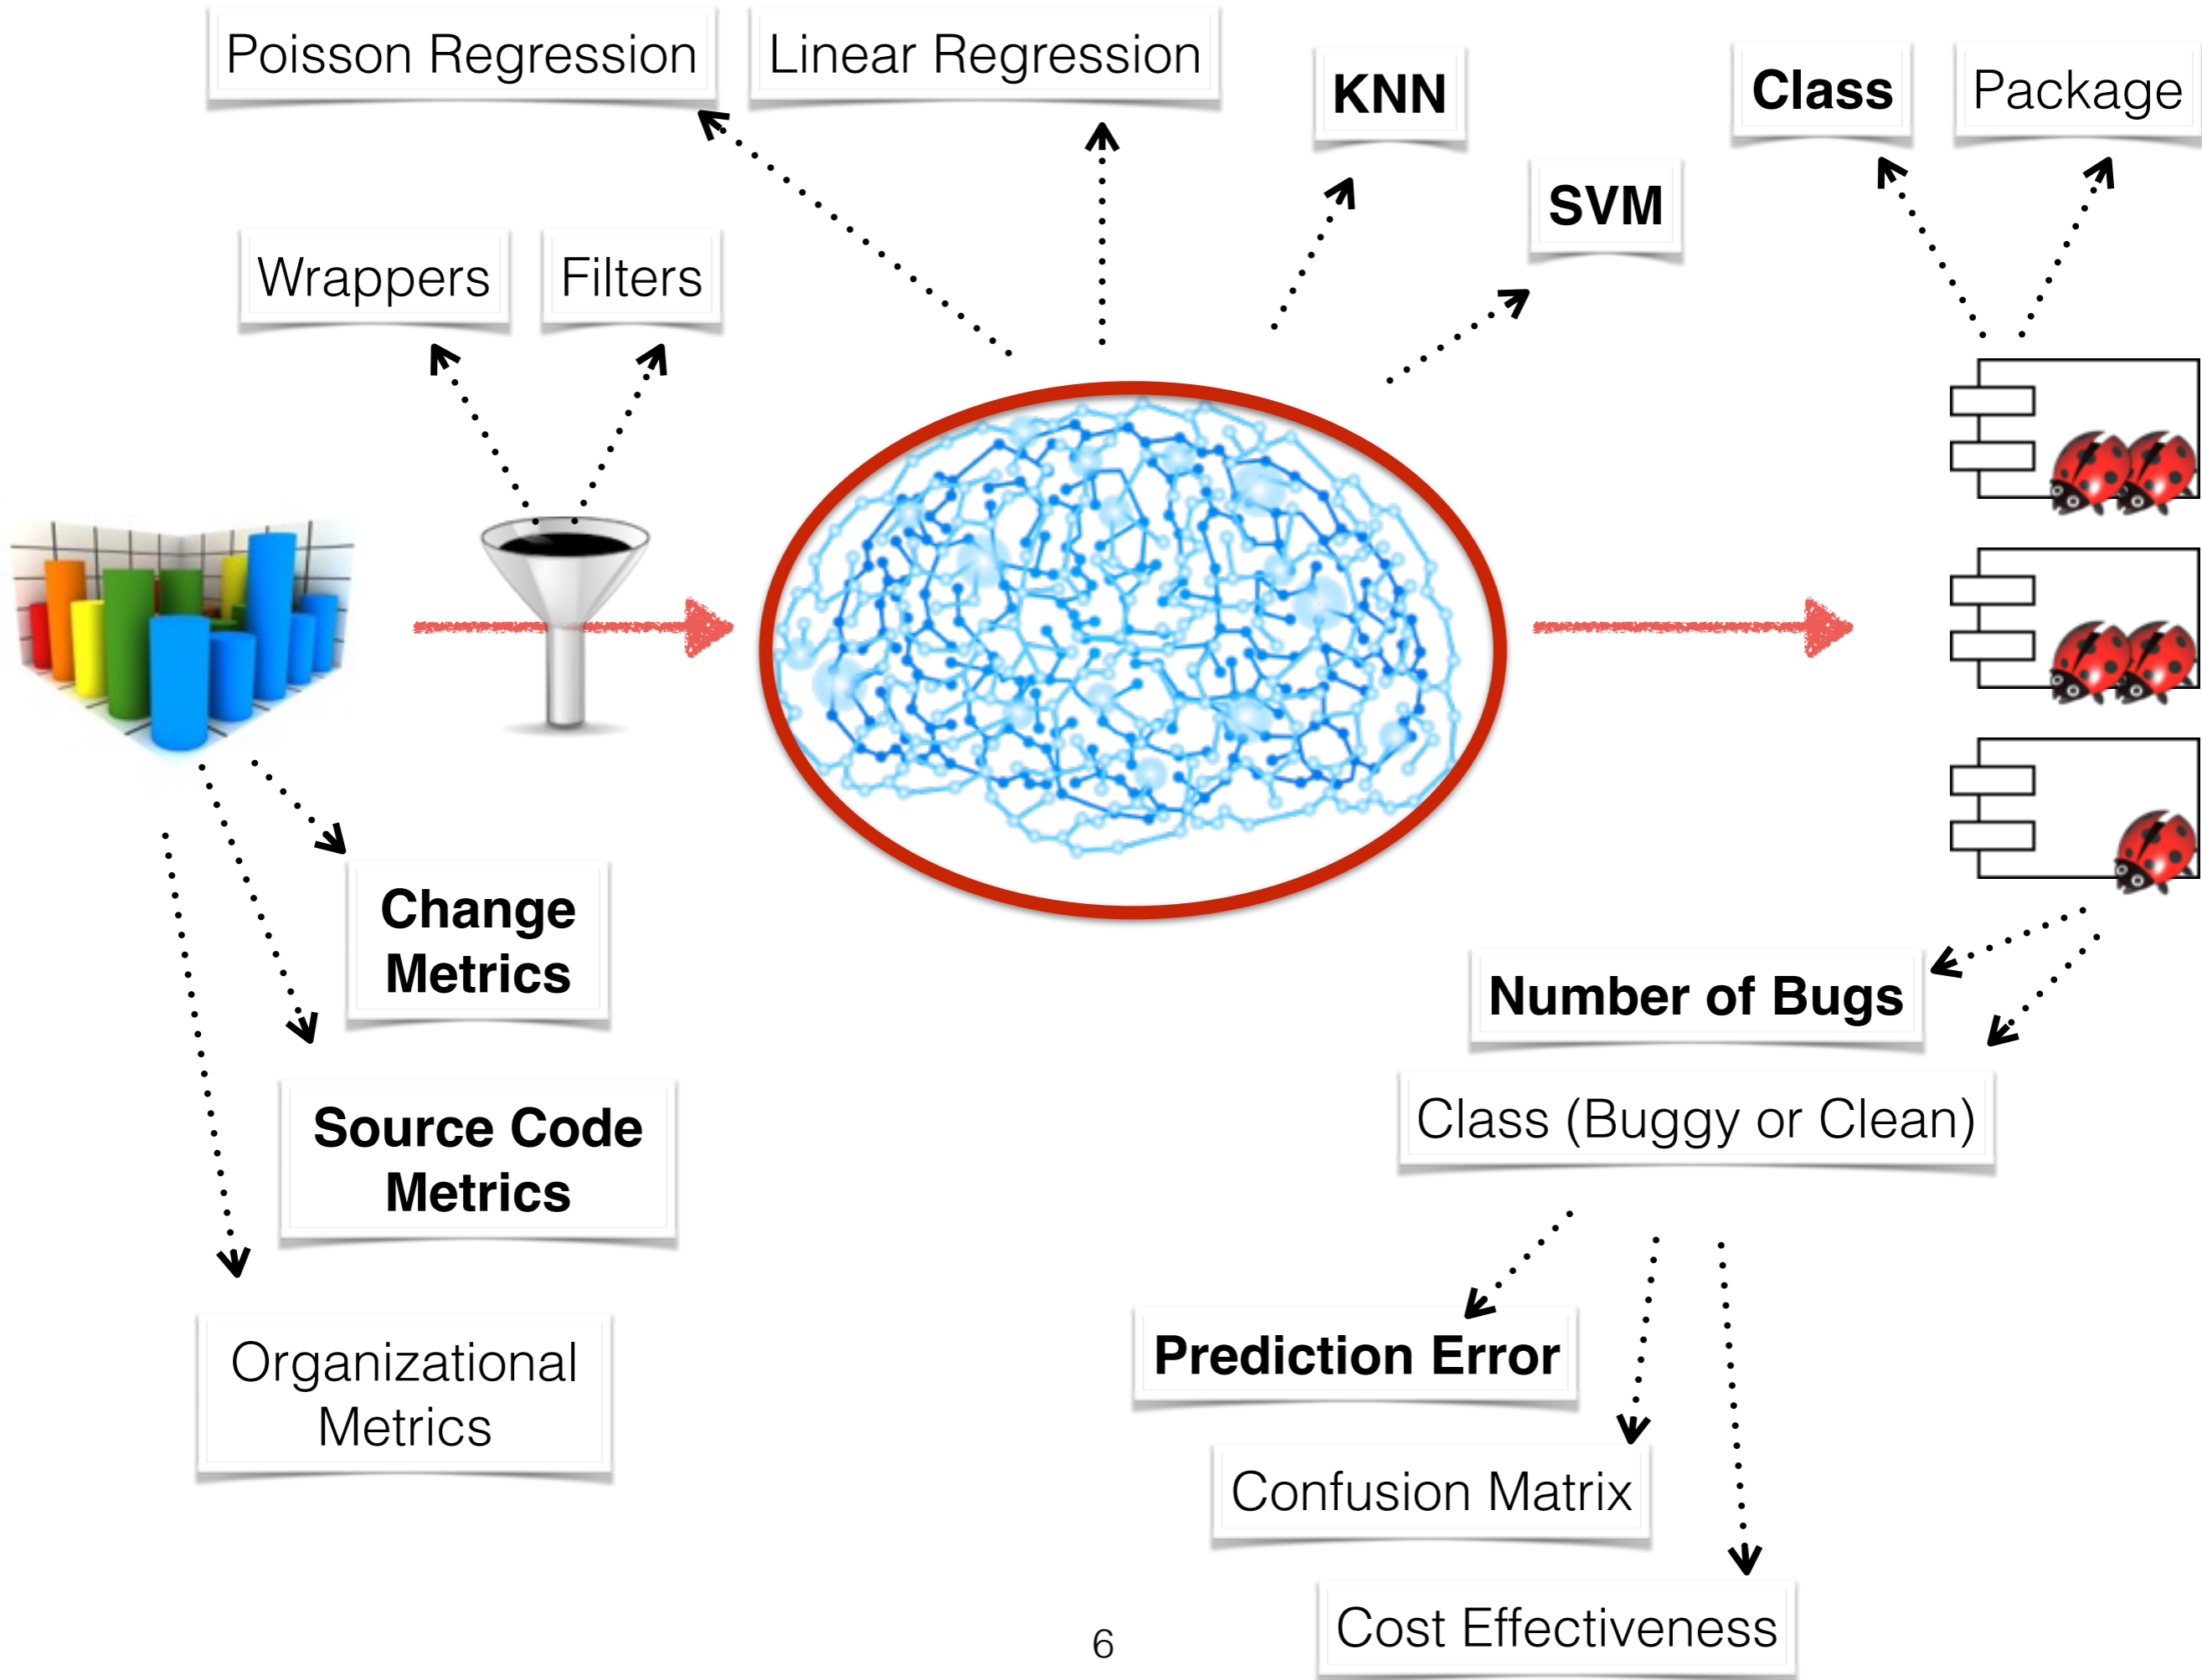 Poisson Regression
Linear Regression
KNN
Class
Package
SVM
Wrappers
Filters
Change
Metrics
Number of Bugs
Source Code
Metrics
Class (Buggy or Clean)
Organizational
Metrics
Prediction Error
Confusion Matrix
Cost Effectiveness
6